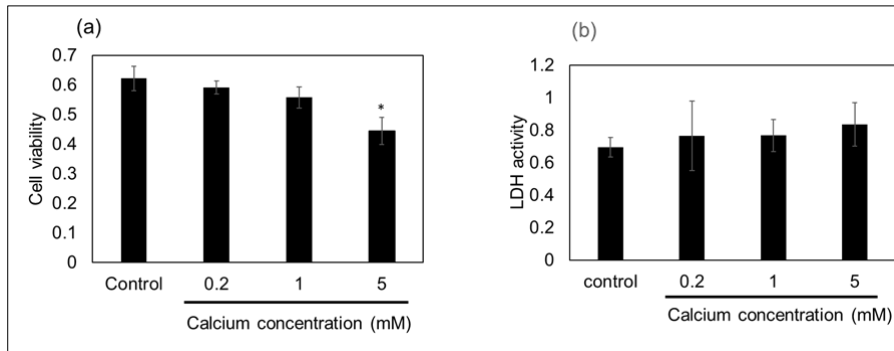 (a)
Cell viability
0.7
0.6
0.5
0.4
0.3
0.2
0.1
0
*
Control 0.2 1 5
Calcium concentration (mM)
(b)
LDH activity
1.2
1
0.8
0.6
0.4
0.2
0
control 0.2 1 5
Calcium concentration (mM)